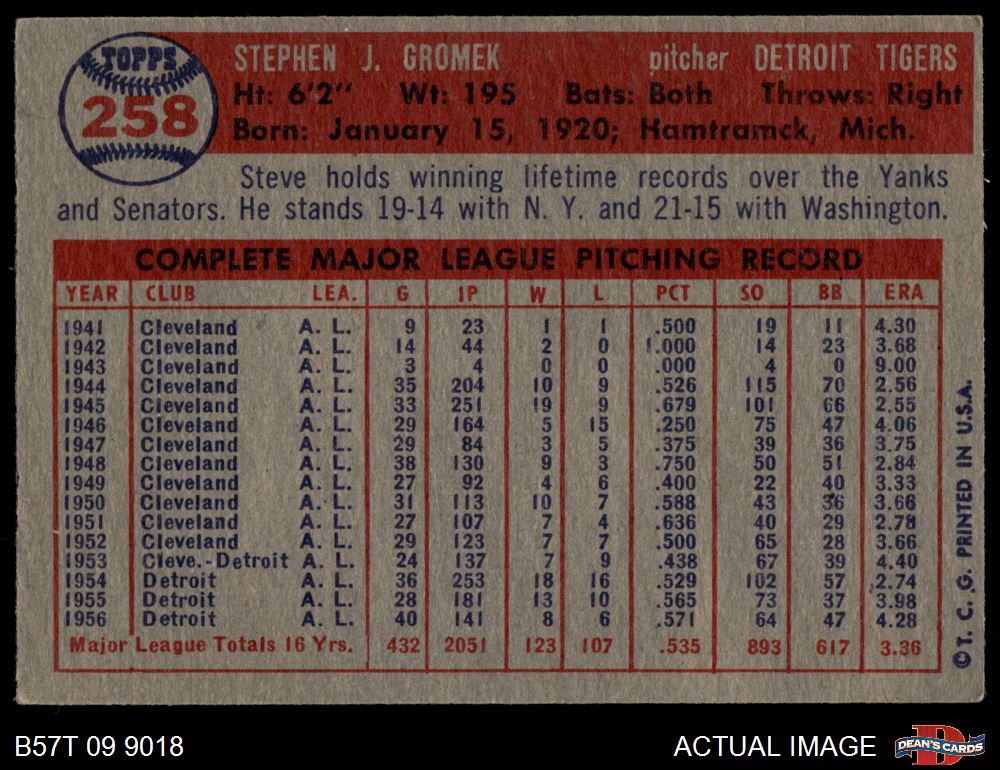 TOPPS
258
STEPHEN J. GROMEK pitcher DETROIT TIGERS
Ht: 6'2" Wt: 195 Bats: Both Throws: Right
Born: January 15, 1920; Hamtramck, Mich.
Steve holds winning lifetime records over the Yanks
and Senators. He stands 19-14 with N. Y. and 21-15 with Washington.
COMPLETE MAJOR LEAGUE PITCHING RECORD
YEAR CLUB LEA. G IP W L PCT SO BB ERA
1941 Cleveland A. L. 9 23 1 1 .500 19 11 4.30
1942 Cleveland A. L. 14 44 2 0 1.000 14 23 3.68
1943 Cleveland A. L. 3 4 0 0 .000 4 0 9.00
1944 Cleveland A. L. 35 204 10 9 .526 115 70 2.56
1945 Cleveland A. L. 33 251 19 9 .679 101 66 2.55
1946 Cleveland A. L. 29 164 5 15 .250 75 47 4.06
1947 Cleveland A. L. 29 84 3 5 .375 39 36 3.75
1948 Cleveland A. L. 38 130 9 3 .750 50 51 2.84
1949 Cleveland A. L. 27 92 4 6 .400 22 40 3.33
1950 Cleveland A. L. 31 113 10 7 .588 43 36 3.66
1951 Cleveland A. L. 27 107 7 4 .636 40 29 2.78
1952 Cleveland A. L. 29 123 7 7 .500 65 28 3.66
1953 Cleve.-Detroit A. L. 24 137 7 9 .438 67 39 4.40
1954 Detroit A. L. 36 253 18 16 .529 102 57 2.74
1955 Detroit A. L. 28 181 13 10 .565 73 37 3.98
1956 Detroit A. L. 40 141 8 6 .571 64 47 4.28
Major League Totals 16 Yrs. 432 2051 123 107 .535 893 617 3.36
© T. C. G. PRINTED IN U.S.A.
B57T 09 9018
ACTUAL IMAGE
DEAN'S CARDS